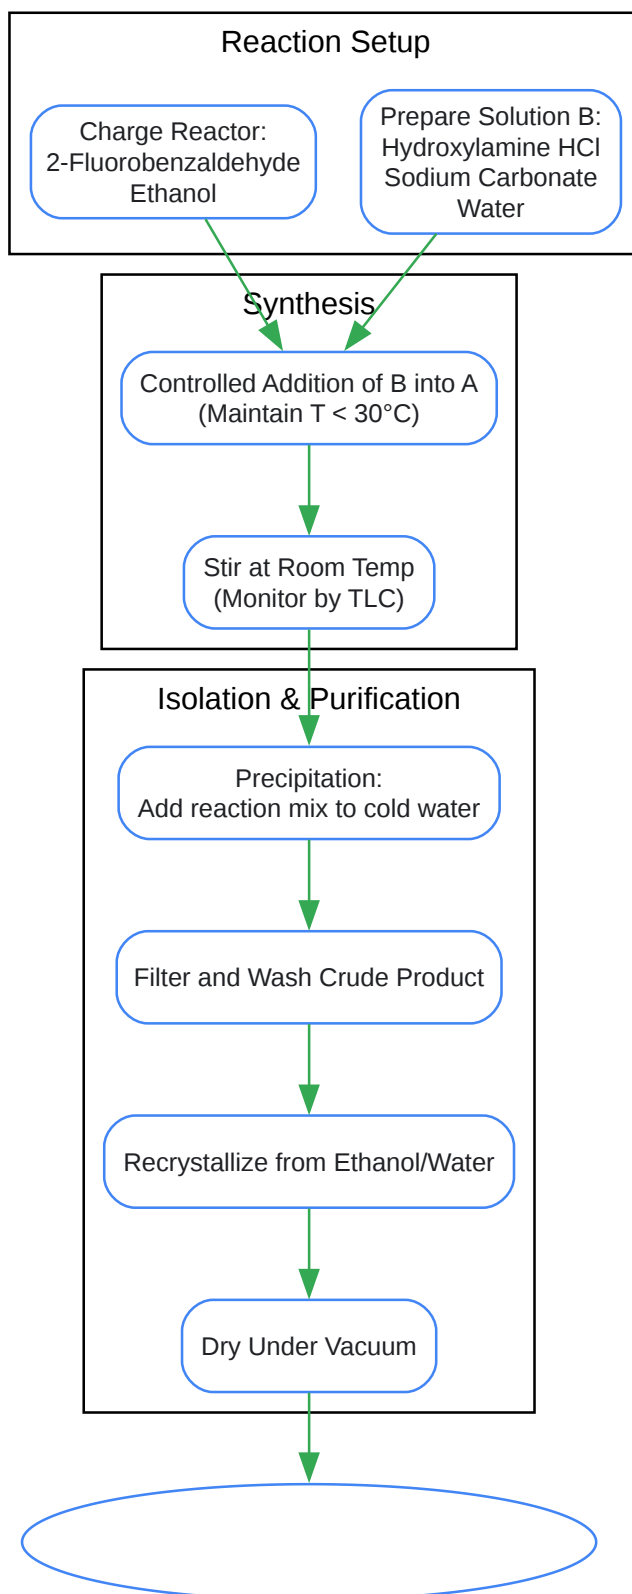 Reaction Setup
Charge Reactor:
2-Fluorobenzaldehyde
Ethanol
Prepare Solution B:
Hydroxylamine HCl
Sodium Carbonate
Water
Synthesis
Controlled Addition of B into A
(Maintain T < 30°C)
Stir at Room Temp
(Monitor by TLC)
Isolation & Purification
Precipitation:
Add reaction mix to cold water
Filter and Wash Crude Product
Recrystallize from Ethanol/Water
Dry Under Vacuum